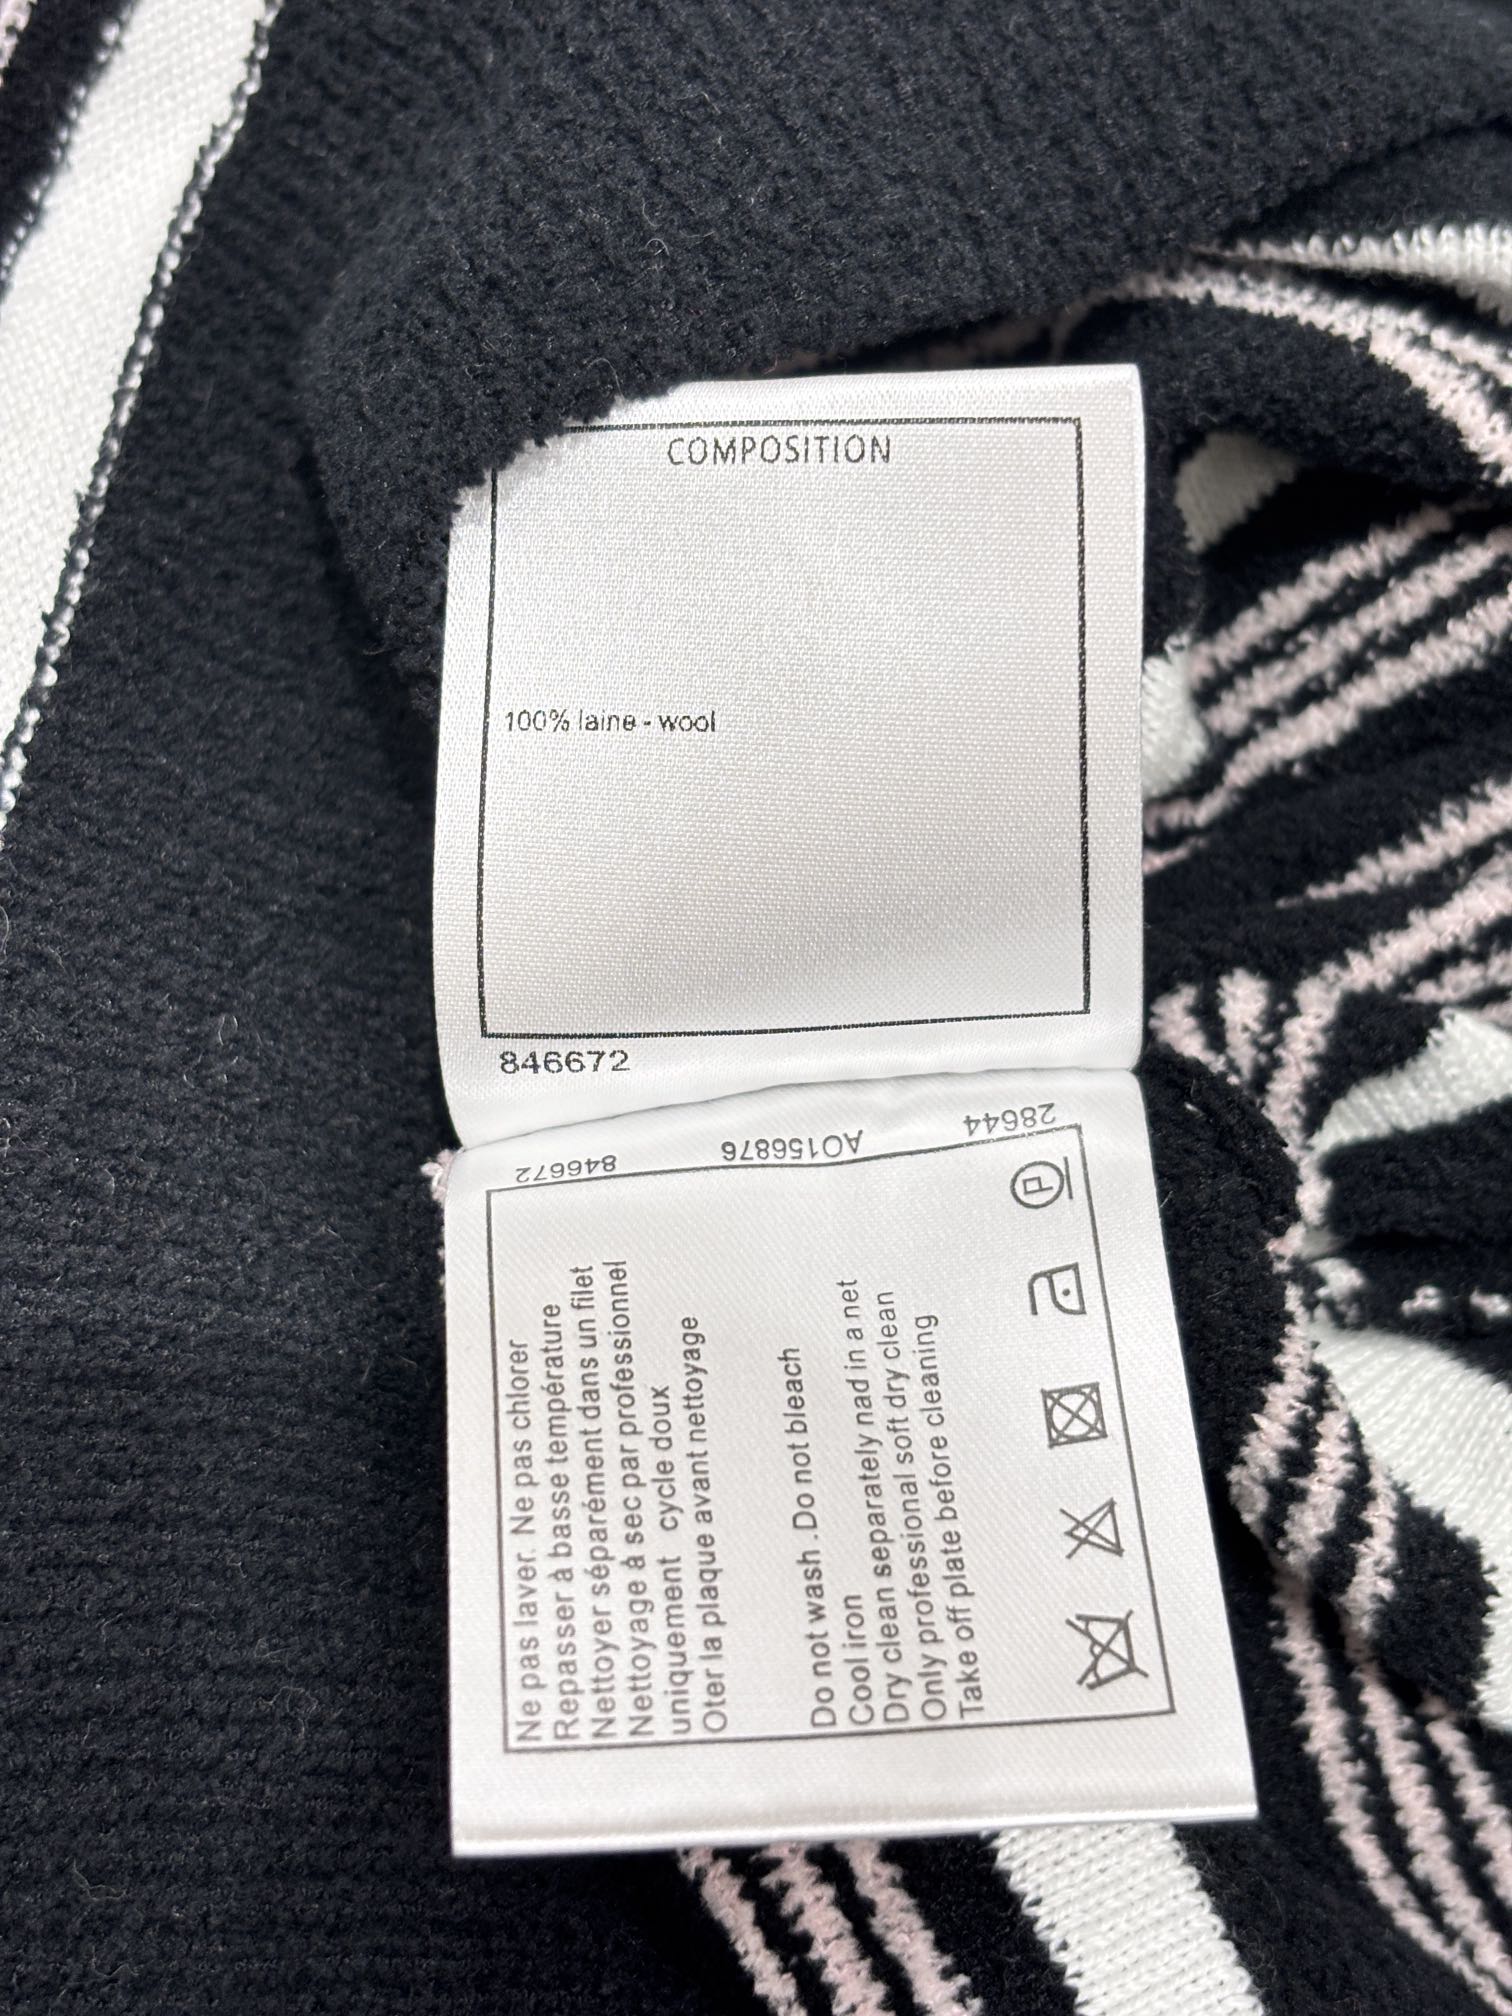 COMPOSITION
100% laine - wool
846672
846672 AO156876 28644
Ne pas laver. Ne pas chlorer
Repasser à basse température
Nettoyer séparément dans un filet
Nettoyage à sec par professionnel
uniquement cycle doux
Oter la plaque avant nettoyage
Do not wash .Do not bleach
Cool iron
Dry clean separately nad in a net
Only professional soft dry clean
Take off plate before cleaning
P